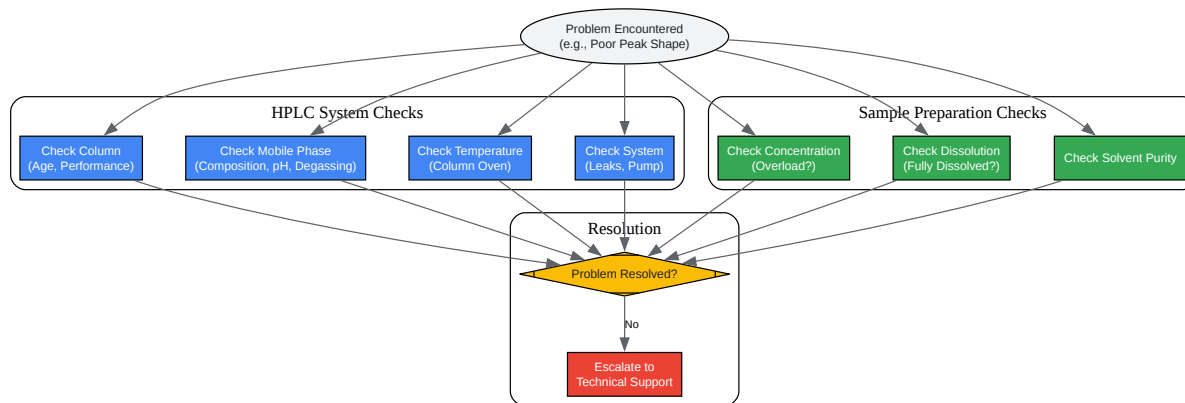 Problem Encountered
(e.g., Poor Peak Shape)
HPLC System Checks
Sample Preparation Checks
Check Column
(Age, Performance)
Check Mobile Phase
(Composition, pH, Degassing)
Check Temperature
(Column Oven)
Check System
(Leaks, Pump)
Check Concentration
(Overload?)
Check Dissolution
(Fully Dissolved?)
Check Solvent Purity
Resolution
Problem Resolved?
No
Escalate to
Technical Support